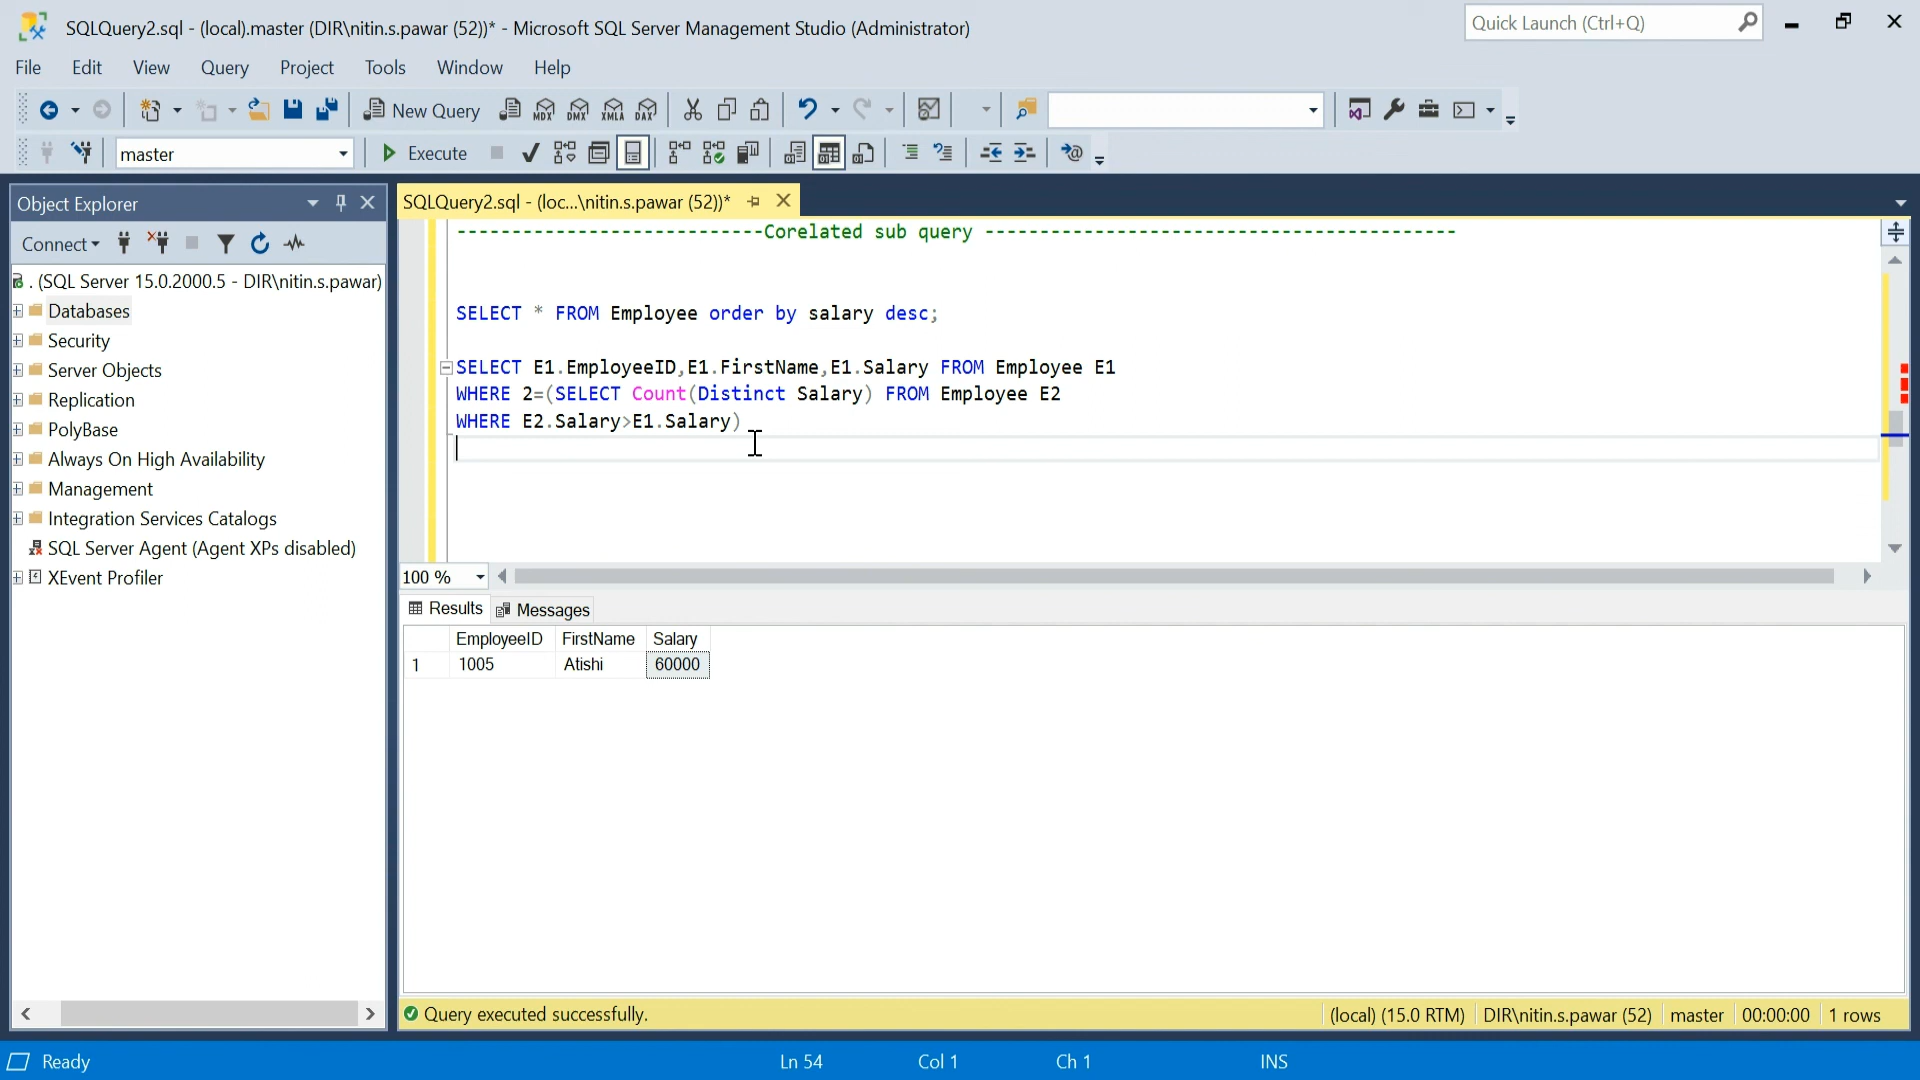 SQLQuery2.sql - (local).master (DIR\nitin.s.pawar (52))* - Microsoft SQL Server Management Studio (Administrator)
Quick Launch (Ctrl+Q)
File Edit View Query Project Tools Window Help
New Query MDX DMX XMLA DAX
master Execute
Object Explorer
Connect
. (SQL Server 15.0.2000.5 - DIR\nitin.s.pawar)
Databases
Security
Server Objects
Replication
PolyBase
Always On High Availability
Management
Integration Services Catalogs
SQL Server Agent (Agent XPs disabled)
XEvent Profiler
SQLQuery2.sql - (loc...\nitin.s.pawar (52))*
----------------------------Corelated sub query -------------------------------------------
SELECT * FROM Employee order by salary desc;
SELECT E1.EmployeeID,E1.FirstName,E1.Salary FROM Employee E1
WHERE 2=(SELECT Count(Distinct Salary) FROM Employee E2
WHERE E2.Salary>E1.Salary)
100 %
Results Messages
EmployeeID FirstName Salary
1 1005 Atishi 60000
Query executed successfully. (local) (15.0 RTM) DIR\nitin.s.pawar (52) master 00:00:00 1 rows
Ready Ln 54 Col 1 Ch 1 INS